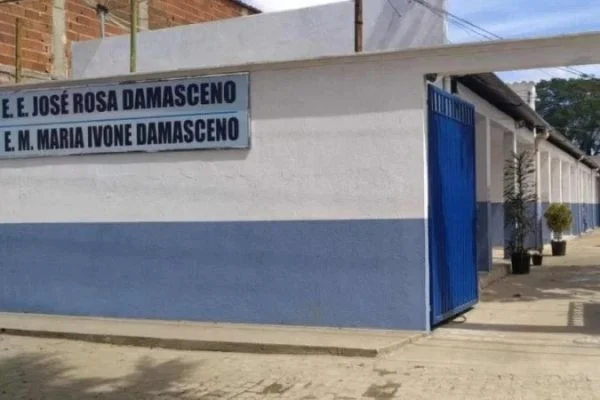 E. E. JOSÉ ROSA DAMASCENO
E. M. MARIA IVONE DAMASCENO